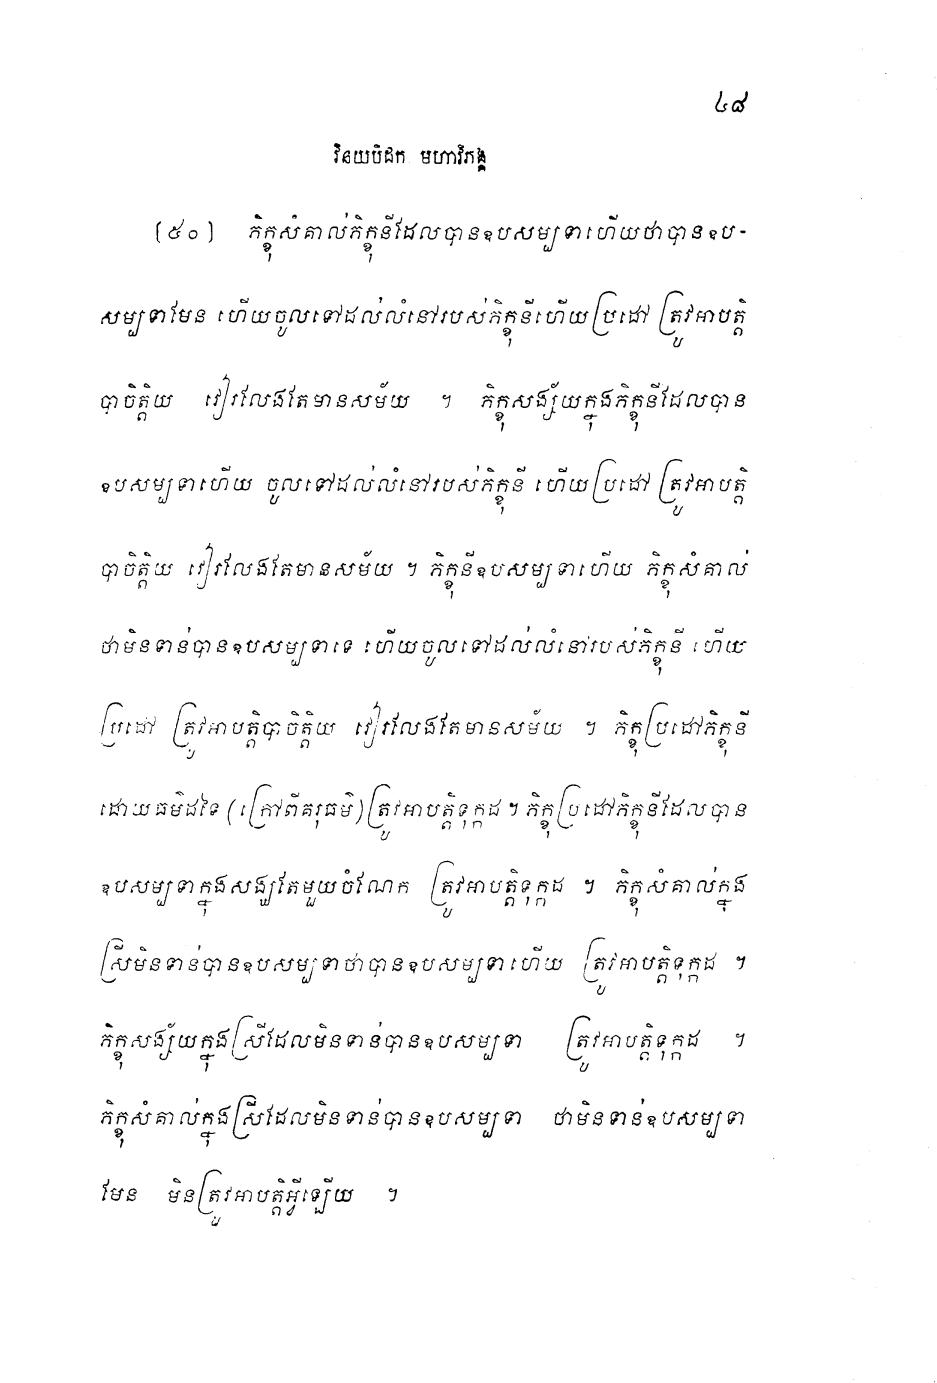 ៤៨
វិនយបិដក មហាវិភង្គ
(៥០) ភិក្ខុសំគាល់ភិក្ខុនីដែលបានឧបសម្បទាហើយថាបានឧប-
សម្បទាមែន ហើយចូលទៅដល់លំនៅរបស់ភិក្ខុនីហើយប្រដៅ ត្រូវអាបត្តិ
បាចិត្តិយ វៀរលែងតែមានសម័យ ។ ភិក្ខុសង្ស័យក្នុងភិក្ខុនីដែលបាន
ឧបសម្បទាហើយ ចូលទៅដល់លំនៅរបស់ភិក្ខុនី ហើយប្រដៅ ត្រូវអាបត្តិ
បាចិត្តិយ វៀរលែងតែមានសម័យ ។ ភិក្ខុនីឧបសម្បទាហើយ ភិក្ខុសំគាល់
ថាមិនទាន់បានឧបសម្បទាទេ ហើយចូលទៅដល់លំនៅរបស់ភិក្ខុនី ហើយ
ប្រដៅ ត្រូវអាបត្តិបាចិត្តិយ វៀរលែងតែមានសម័យ ។ ភិក្ខុប្រដៅភិក្ខុនី
ដោយធម៌ដទៃ (ក្រៅពីគរុធម៌) ត្រូវអាបត្តិទុក្កដ ។ ភិក្ខុប្រដៅភិក្ខុនីដែលបាន
ឧបសម្បទាក្នុងសង្ឃតែមួយចំណែក ត្រូវអាបត្តិទុក្កដ ។ ភិក្ខុសំគាល់ក្នុង
ស្រីមិនទាន់បានឧបសម្បទាថាបានឧបសម្បទាហើយ ត្រូវអាបត្តិទុក្កដ ។
ភិក្ខុសង្ស័យក្នុងស្រីដែលមិនទាន់បានឧបសម្បទា ត្រូវអាបត្តិទុក្កដ ។
ភិក្ខុសំគាល់ក្នុងស្រីដែលមិនទាន់បានឧបសម្បទា ថាមិនទាន់ឧបសម្បទា
មែន មិនត្រូវអាបត្តិអ្វីឡើយ ។